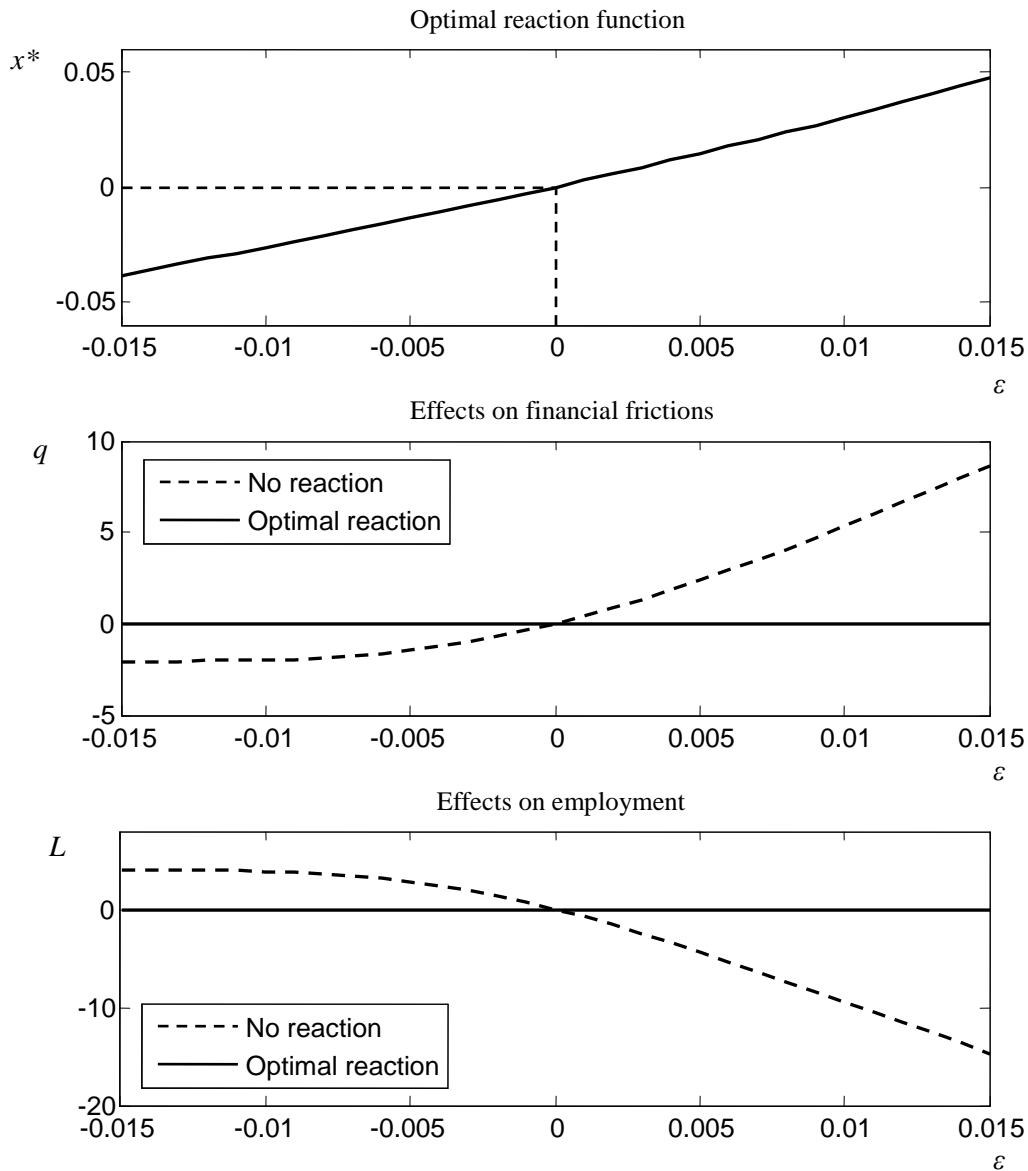 Optimal reaction function
x*
0.05
0
-0.05
-0.015 -0.01 -0.005 0 0.005 0.01 0.015
ε
Effects on financial frictions
q
10
5
0
-5
No reaction
Optimal reaction
-0.015 -0.01 -0.005 0 0.005 0.01 0.015
ε
Effects on employment
L
0
-10
-20
No reaction
Optimal reaction
-0.015 -0.01 -0.005 0 0.005 0.01 0.015
ε